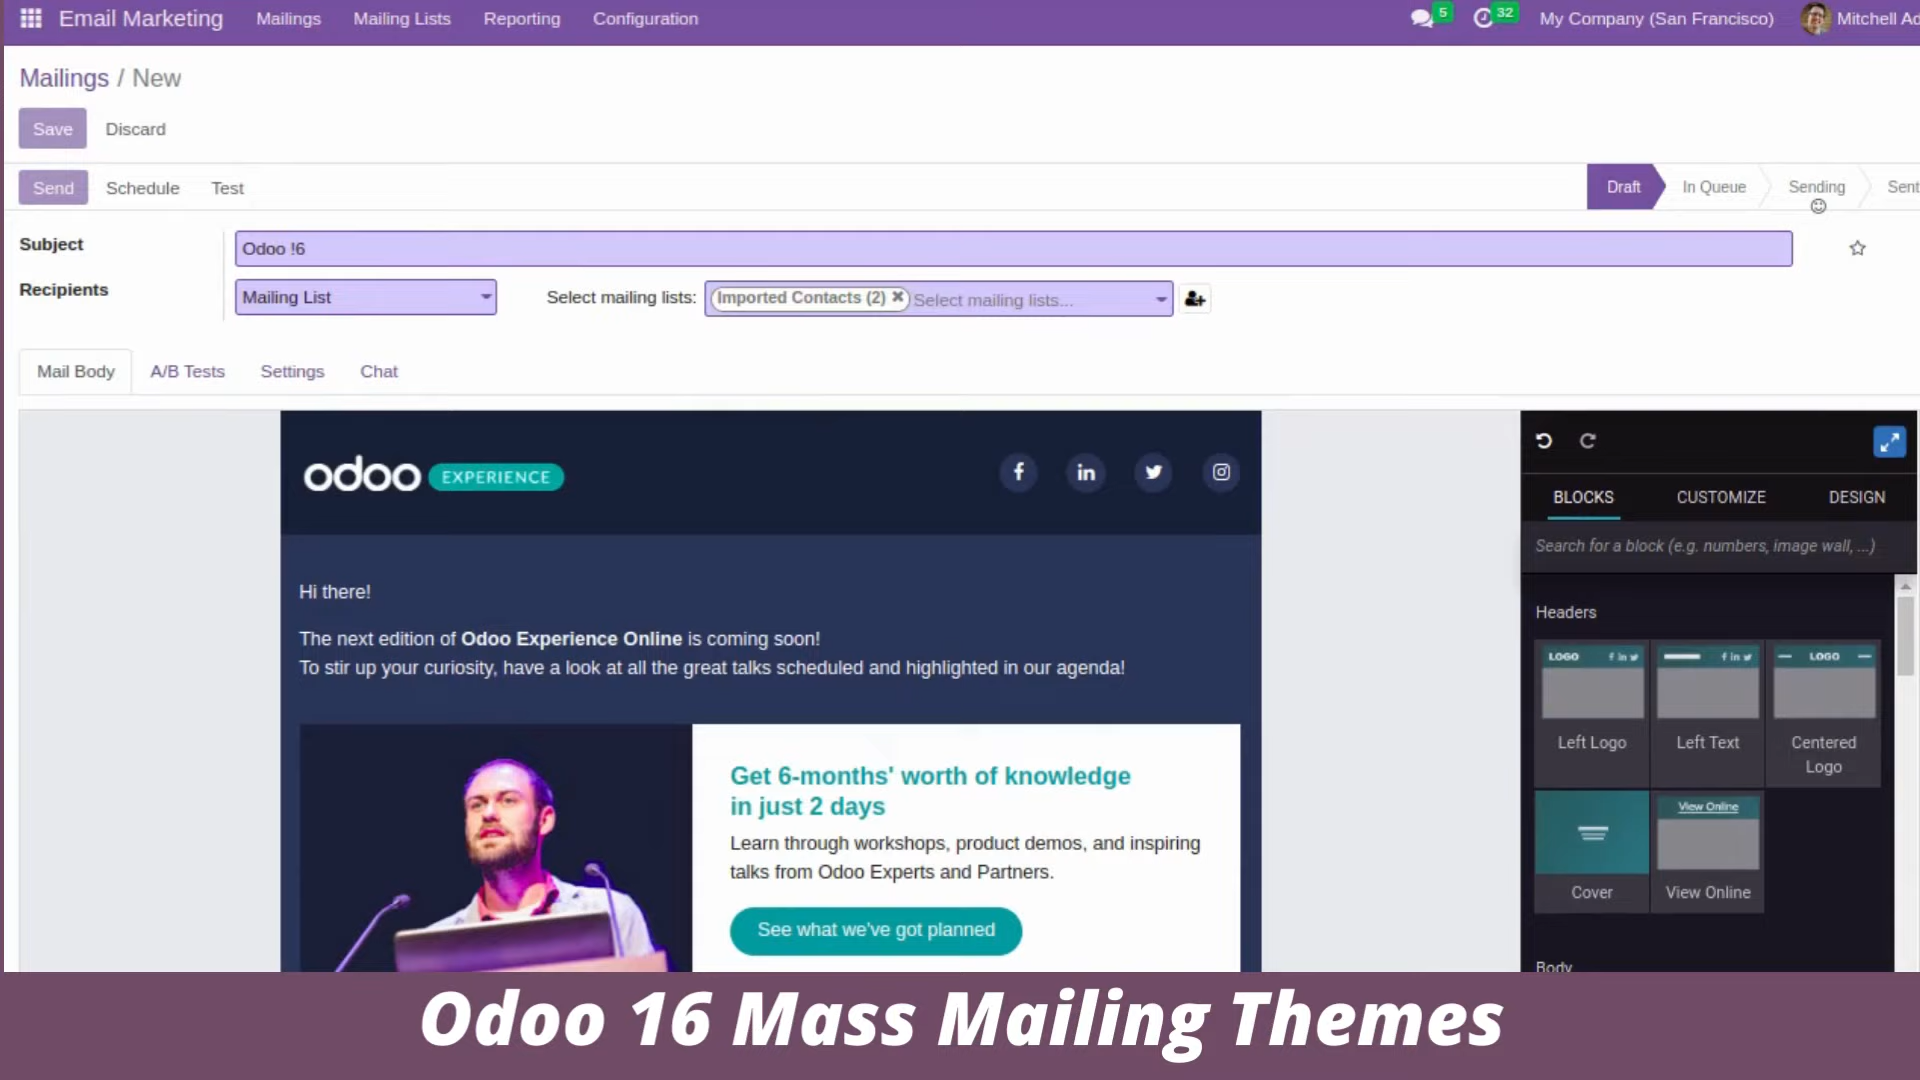 Email Marketing Mailings Mailing Lists Reporting Configuration 5 32 My Company (San Francisco) Mitchell Ad
Mailings / New
Save Discard
Send Schedule Test Draft In Queue Sending Sent
Subject Odoo !6
Recipients Mailing List Select mailing lists: Imported Contacts (2) Select mailing lists...
Mail Body A/B Tests Settings Chat
odoo EXPERIENCE
Hi there!
The next edition of Odoo Experience Online is coming soon!
To stir up your curiosity, have a look at all the great talks scheduled and highlighted in our agenda!
Get 6-months' worth of knowledge
in just 2 days
Learn through workshops, product demos, and inspiring
talks from Odoo Experts and Partners.
See what we've got planned
BLOCKS CUSTOMIZE DESIGN
Search for a block (e.g. numbers, image wall, ...)
Headers
LOGO LOGO
Left Logo Left Text Centered
Logo
View Online
Cover View Online
Body
Odoo 16 Mass Mailing Themes